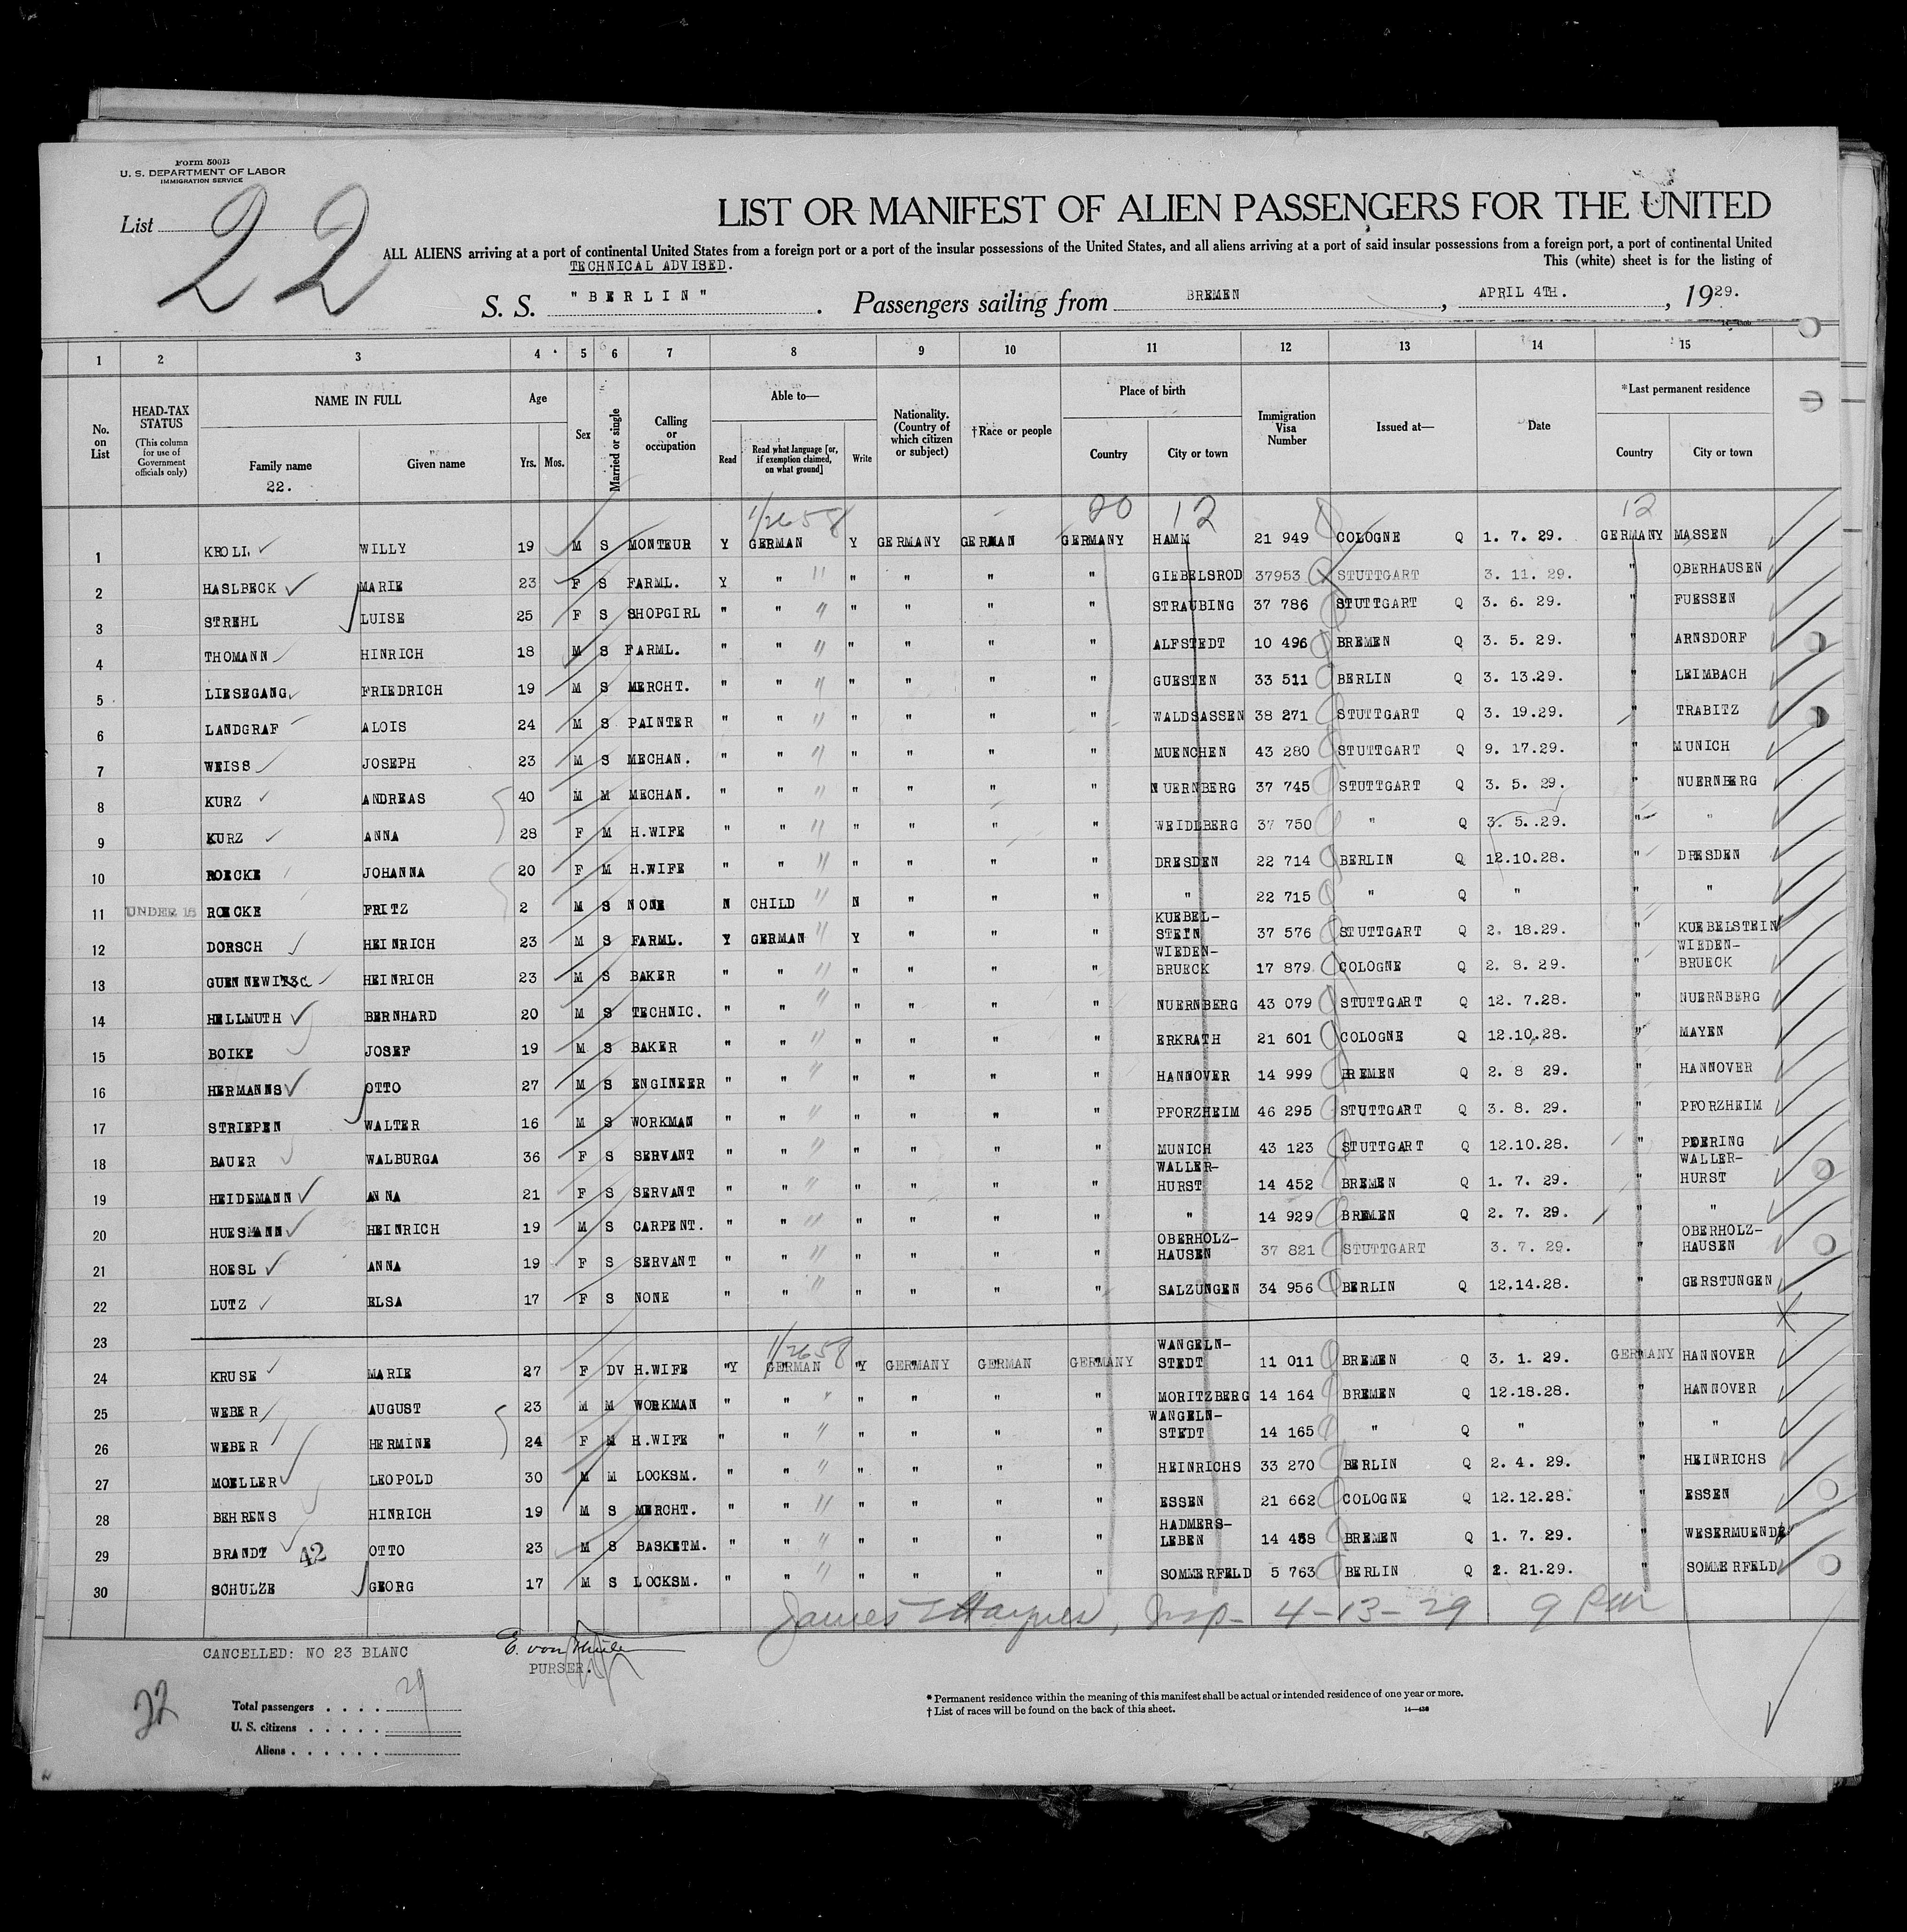 Form 500B
U. S. DEPARTMENT OF LABOR
IMMIGRATION SERVICE
List 22
LIST OR MANIFEST OF ALIEN PASSENGERS FOR THE UNITED
ALL ALIENS arriving at a port of continental United States from a foreign port or a port of the insular possessions of the United States, and all aliens arriving at a port of said insular possessions from a foreign port, a port of continental United
TECHNICAL ADVISED. This (white) sheet is for the listing of
S. S. "BERLIN". Passengers sailing from BREMEN, APRIL 4TH., 1929.
1 2 3 4 5 6 7 8 9 10 11 12 13 14 15
No. on List
HEAD-TAX STATUS
(This column for use of Government officials only)
NAME IN FULL
Family name
22.
Given name
Age
Yrs. Mos.
Sex
Married or single
Calling or occupation
Able to—
Read
Read what language [or, if exemption claimed, on what ground]
Write
Nationality. (Country of which citizen or subject)
†Race or people
Place of birth
Country City or town
Immigration Visa Number
Issued at—
Date
*Last permanent residence
Country City or town
20 12 12
1 KROLL WILLY 19 M S MONTEUR Y GERMAN Y GERMANY GERMAN GERMANY HAMM 21 949 COLOGNE Q 1. 7. 29. GERMANY MASSEN
2 HASLBECK MARIE 23 F S FARML. Y " " " " " GIEBELSROD 37953 STUTTGART 3. 11. 29. " OBERHAUSEN
3 STREHL LUISE 25 F S SHOPGIRL " " " " " " STRAUBING 37 786 STUTTGART Q 3. 6. 29. " FUESSEN
4 THOMANN HINRICH 18 M S FARML. " " " " " " ALFSTEDT 10 496 BREMEN Q 3. 5. 29. " ARNSDORF
5 LIESEGANG FRIEDRICH 19 M S MERCHT. " " " " " " GUESTEN 33 511 BERLIN Q 3. 13.29. " LEIMBACH
6 LANDGRAF ALOIS 24 M S PAINTER " " " " " " WALDSASSEN 38 271 STUTTGART Q 3. 19.29. " TRABITZ
7 WEISS JOSEPH 23 M S MECHAN. " " " " " " MUENCHEN 43 280 STUTTGART Q 9. 17.29. " MUNICH
8 KURZ ANDREAS 40 M M MECHAN. " " " " " " NUERNBERG 37 745 STUTTGART Q 3. 5. 29. " NUERNBERG
9 KURZ ANNA 28 F M H.WIFE " " " " " " WEIDLBERG 37 750 " Q 3. 5. .29. " "
10 ROECKE JOHANNA 20 F M H.WIFE " " " " " " DRESDEN 22 714 BERLIN Q 12.10.28. " DRESDEN
11 UNDER 16 ROECKE FRITZ 2 M S NONE N CHILD N " " " " 22 715 " Q " " "
12 DORSCH HEINRICH 23 M S FARML. Y GERMAN Y " " " KUEBEL-STEIN 37 576 STUTTGART Q 2. 18.29. " KUEBELSTEIN
13 GUENNEWITSC HEINRICH 23 M S BAKER " " " " " " WIEDEN-BRUECK 17 879 COLOGNE Q 2. 8. 29. " WIEDEN-BRUECK
14 HELLMUTH BERNHARD 20 M S TECHNIC. " " " " " " NUERNBERG 43 079 STUTTGART Q 12. 7.28. " NUERNBERG
15 BOIKE JOSEF 19 M S BAKER " " " " " " ERKRATH 21 601 COLOGNE Q 12.10.28. " MAYEN
16 HERMANNS OTTO 27 M S ENGINEER " " " " " " HANNOVER 14 999 BREMEN Q 2. 8 29. " HANNOVER
17 STRIEPEN WALTER 16 M S WORKMAN " " " " " " PFORZHEIM 46 295 STUTTGART Q 3. 8. 29. " PFORZHEIM
18 BAUER WALBURGA 36 F S SERVANT " " " " " " MUNICH 43 123 STUTTGART Q 12.10.28. " POERING
19 HEIDEMANN ANNA 21 F S SERVANT " " " " " " WALLER-HURST 14 452 BREMEN Q 1. 7. 29. " WALLER-HURST
20 HUESMANN HEINRICH 19 M S CARPENT. " " " " " " " 14 929 BREMEN Q 2. 7. 29. " "
21 HOESL ANNA 19 F S SERVANT " " " " " " OBERHOLZ-HAUSEN 37 821 STUTTGART 3. 7. 29. " OBERHOLZ-HAUSEN
22 LUTZ ELSA 17 F S NONE " " " " " " SALZUNGEN 34 956 BERLIN Q 12.14.28. " GERSTUNGEN
23
24 KRUSE MARIE 27 F DV H.WIFE "Y GERMAN "Y GERMANY GERMAN GERMANY WANGELN-STEDT 11 011 BREMEN Q 3. 1. 29. GERMANY HANNOVER
25 WEBER AUGUST 23 M M WORKMAN " " " " " " MORITZBERG 14 164 BREMEN Q 12.18.28. " HANNOVER
26 WEBER HERMINE 24 F M H.WIFE " " " " " " WANGELN-STEDT 14 165 " Q " " "
27 MOELLER LEOPOLD 30 M M LOCKSM. " " " " " " HEINRICHS 33 270 BERLIN Q 2. 4. 29. " HEINRICHS
28 BEHRENS HINRICH 19 M S MERCHT. " " " " " " ESSEN 21 662 COLOGNE Q 12.12.28. " ESSEN
29 BRANDT 42 OTTO 23 M S BASKETM. " " " " " " HADMERS-LEBEN 14 458 BREMEN Q 1. 7. 29. " WESERMUENDE
30 SCHULZE GEORG 17 M S LOCKSM. " " " " " " SOMMERFELD 5 763 BERLIN Q 2. 21.29. " SOMMERFELD
James Haynes, Insp- 4-13-29 9 PM
CANCELLED: NO 23 BLANC
E. von
PURSER.
22
Total passengers 29
U. S. citizens
Aliens
* Permanent residence within the meaning of this manifest shall be actual or intended residence of one year or more.
† List of races will be found on the back of this sheet.
14—430